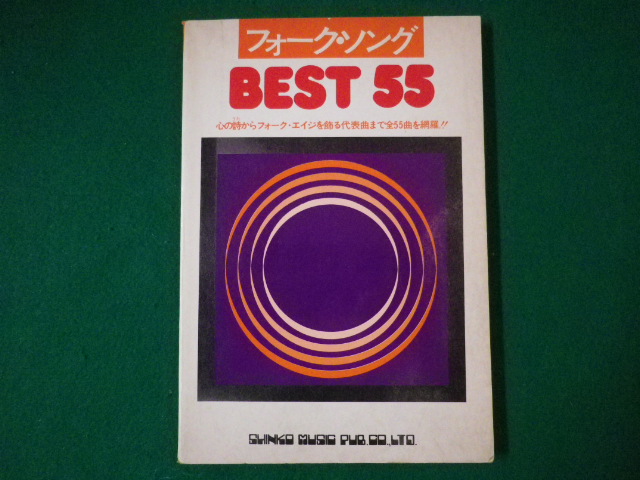 フォーク・ソング
BEST 55
心の詩からフォーク・エイジを飾る代表曲まで全55曲を網羅!!
SHINKO MUSIC PUB.CO.,LTD.